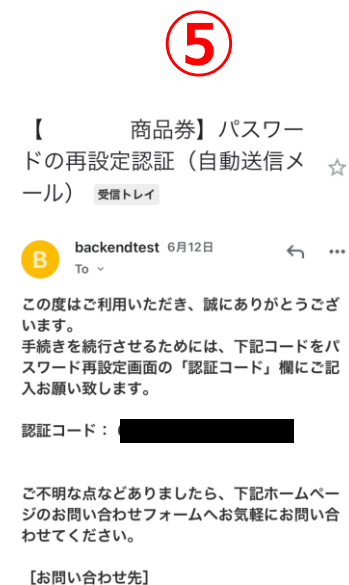 ⑤
【　　　　商品券】パスワー
ドの再設定認証（自動送信メ
ール） 受信トレイ
B
backendtest 6月12日
To
この度はご利用いただき、誠にありがとうござ
います。
手続きを続行させるためには、下記コードをパ
スワード再設定画面の「認証コード」欄にご記
入お願い致します。
認証コード：
ご不明な点などありましたら、下記ホームペー
ジのお問い合わせフォームへお気軽にお問い合
わせてください。
［お問い合わせ先］